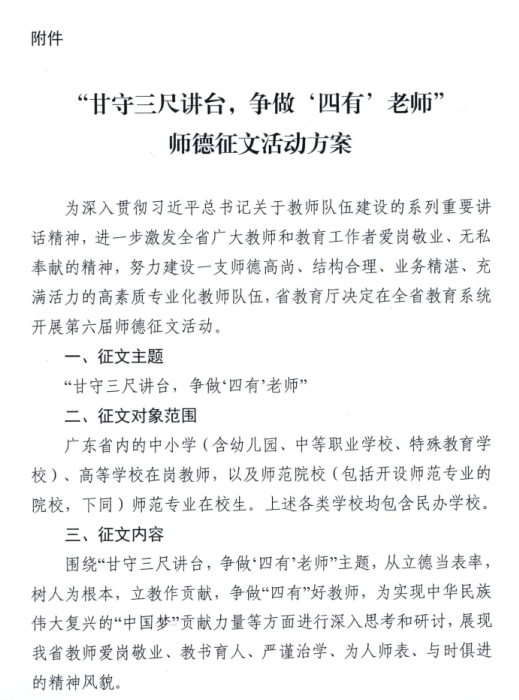 附件
“甘守三尺讲台，争做‘四有’老师”
师德征文活动方案
为深入贯彻习近平总书记关于教师队伍建设的系列重要讲
话精神，进一步激发全省广大教师和教育工作者爱岗敬业、无私
奉献的精神，努力建设一支师德高尚、结构合理、业务精湛、充
满活力的高素质专业化教师队伍，省教育厅决定在全省教育系统
开展第六届师德征文活动。
一、征文主题
“甘守三尺讲台，争做‘四有’老师”
二、征文对象范围
广东省内的中小学（含幼儿园、中等职业学校、特殊教育学
校）、高等学校在岗教师，以及师范院校（包括开设师范专业的
院校，下同）师范专业在校生。上述各类学校均包含民办学校。
三、征文内容
围绕“甘守三尺讲台，争做‘四有’老师”主题，从立德当表率，
树人为根本，立教作贡献，争做“四有”好教师，为实现中华民族
伟大复兴的“中国梦”贡献力量等方面进行深入思考和研讨，展现
我省教师爱岗敬业、教书育人、严谨治学、为人师表、与时俱进
的精神风貌。